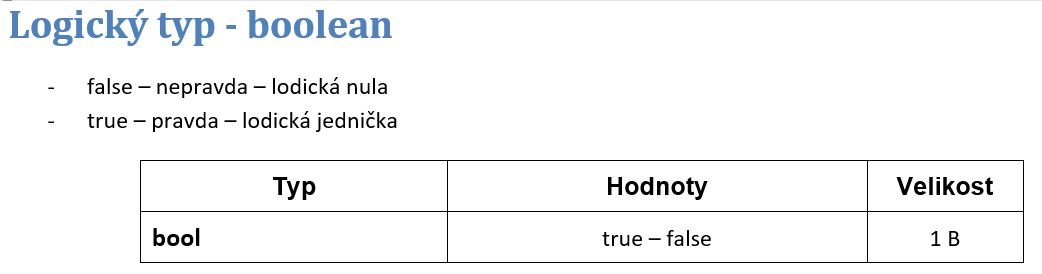 Logický typ - boolean
- false – nepravda – lodická nula
- true – pravda – lodická jednička
Typ Hodnoty Velikost
bool true – false 1 B